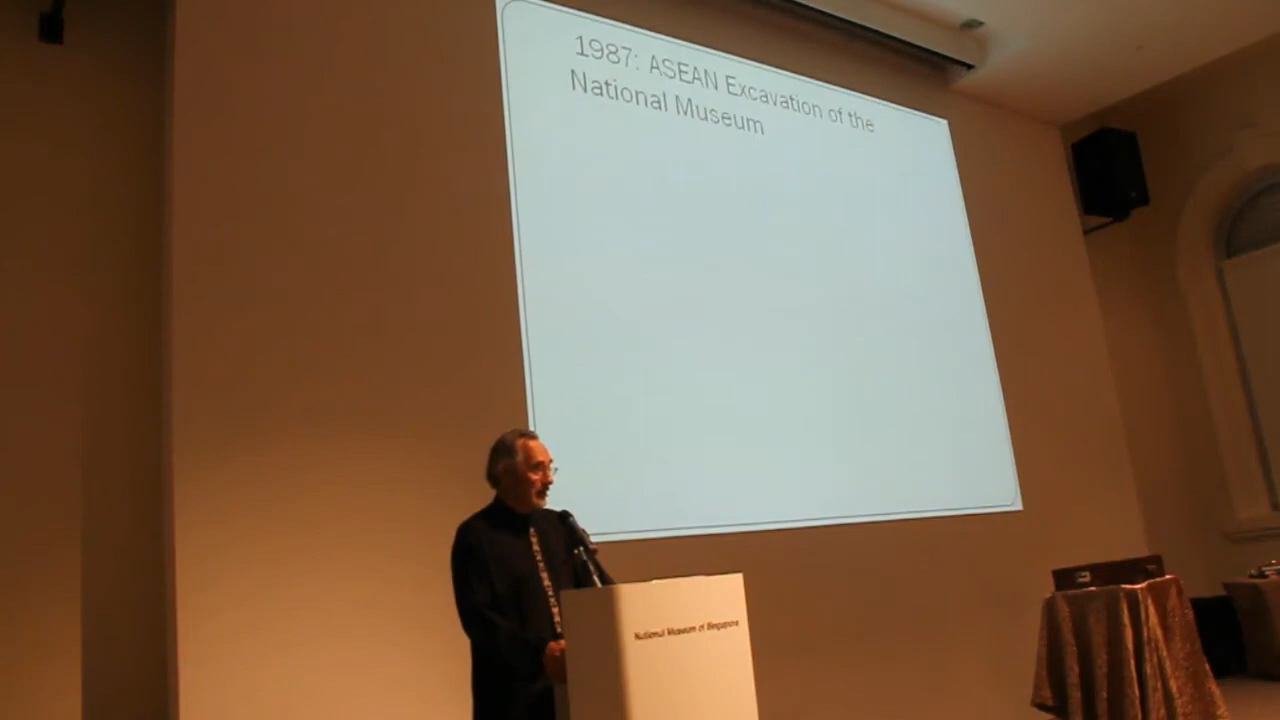 1987: ASEAN Excavation of the
National Museum
National Museum of Singapore